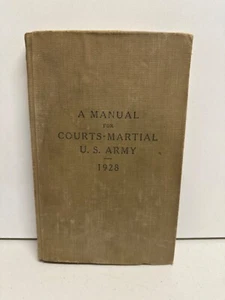 A MANUAL
FOR
COURTS-MARTIAL
U. S. ARMY
1928